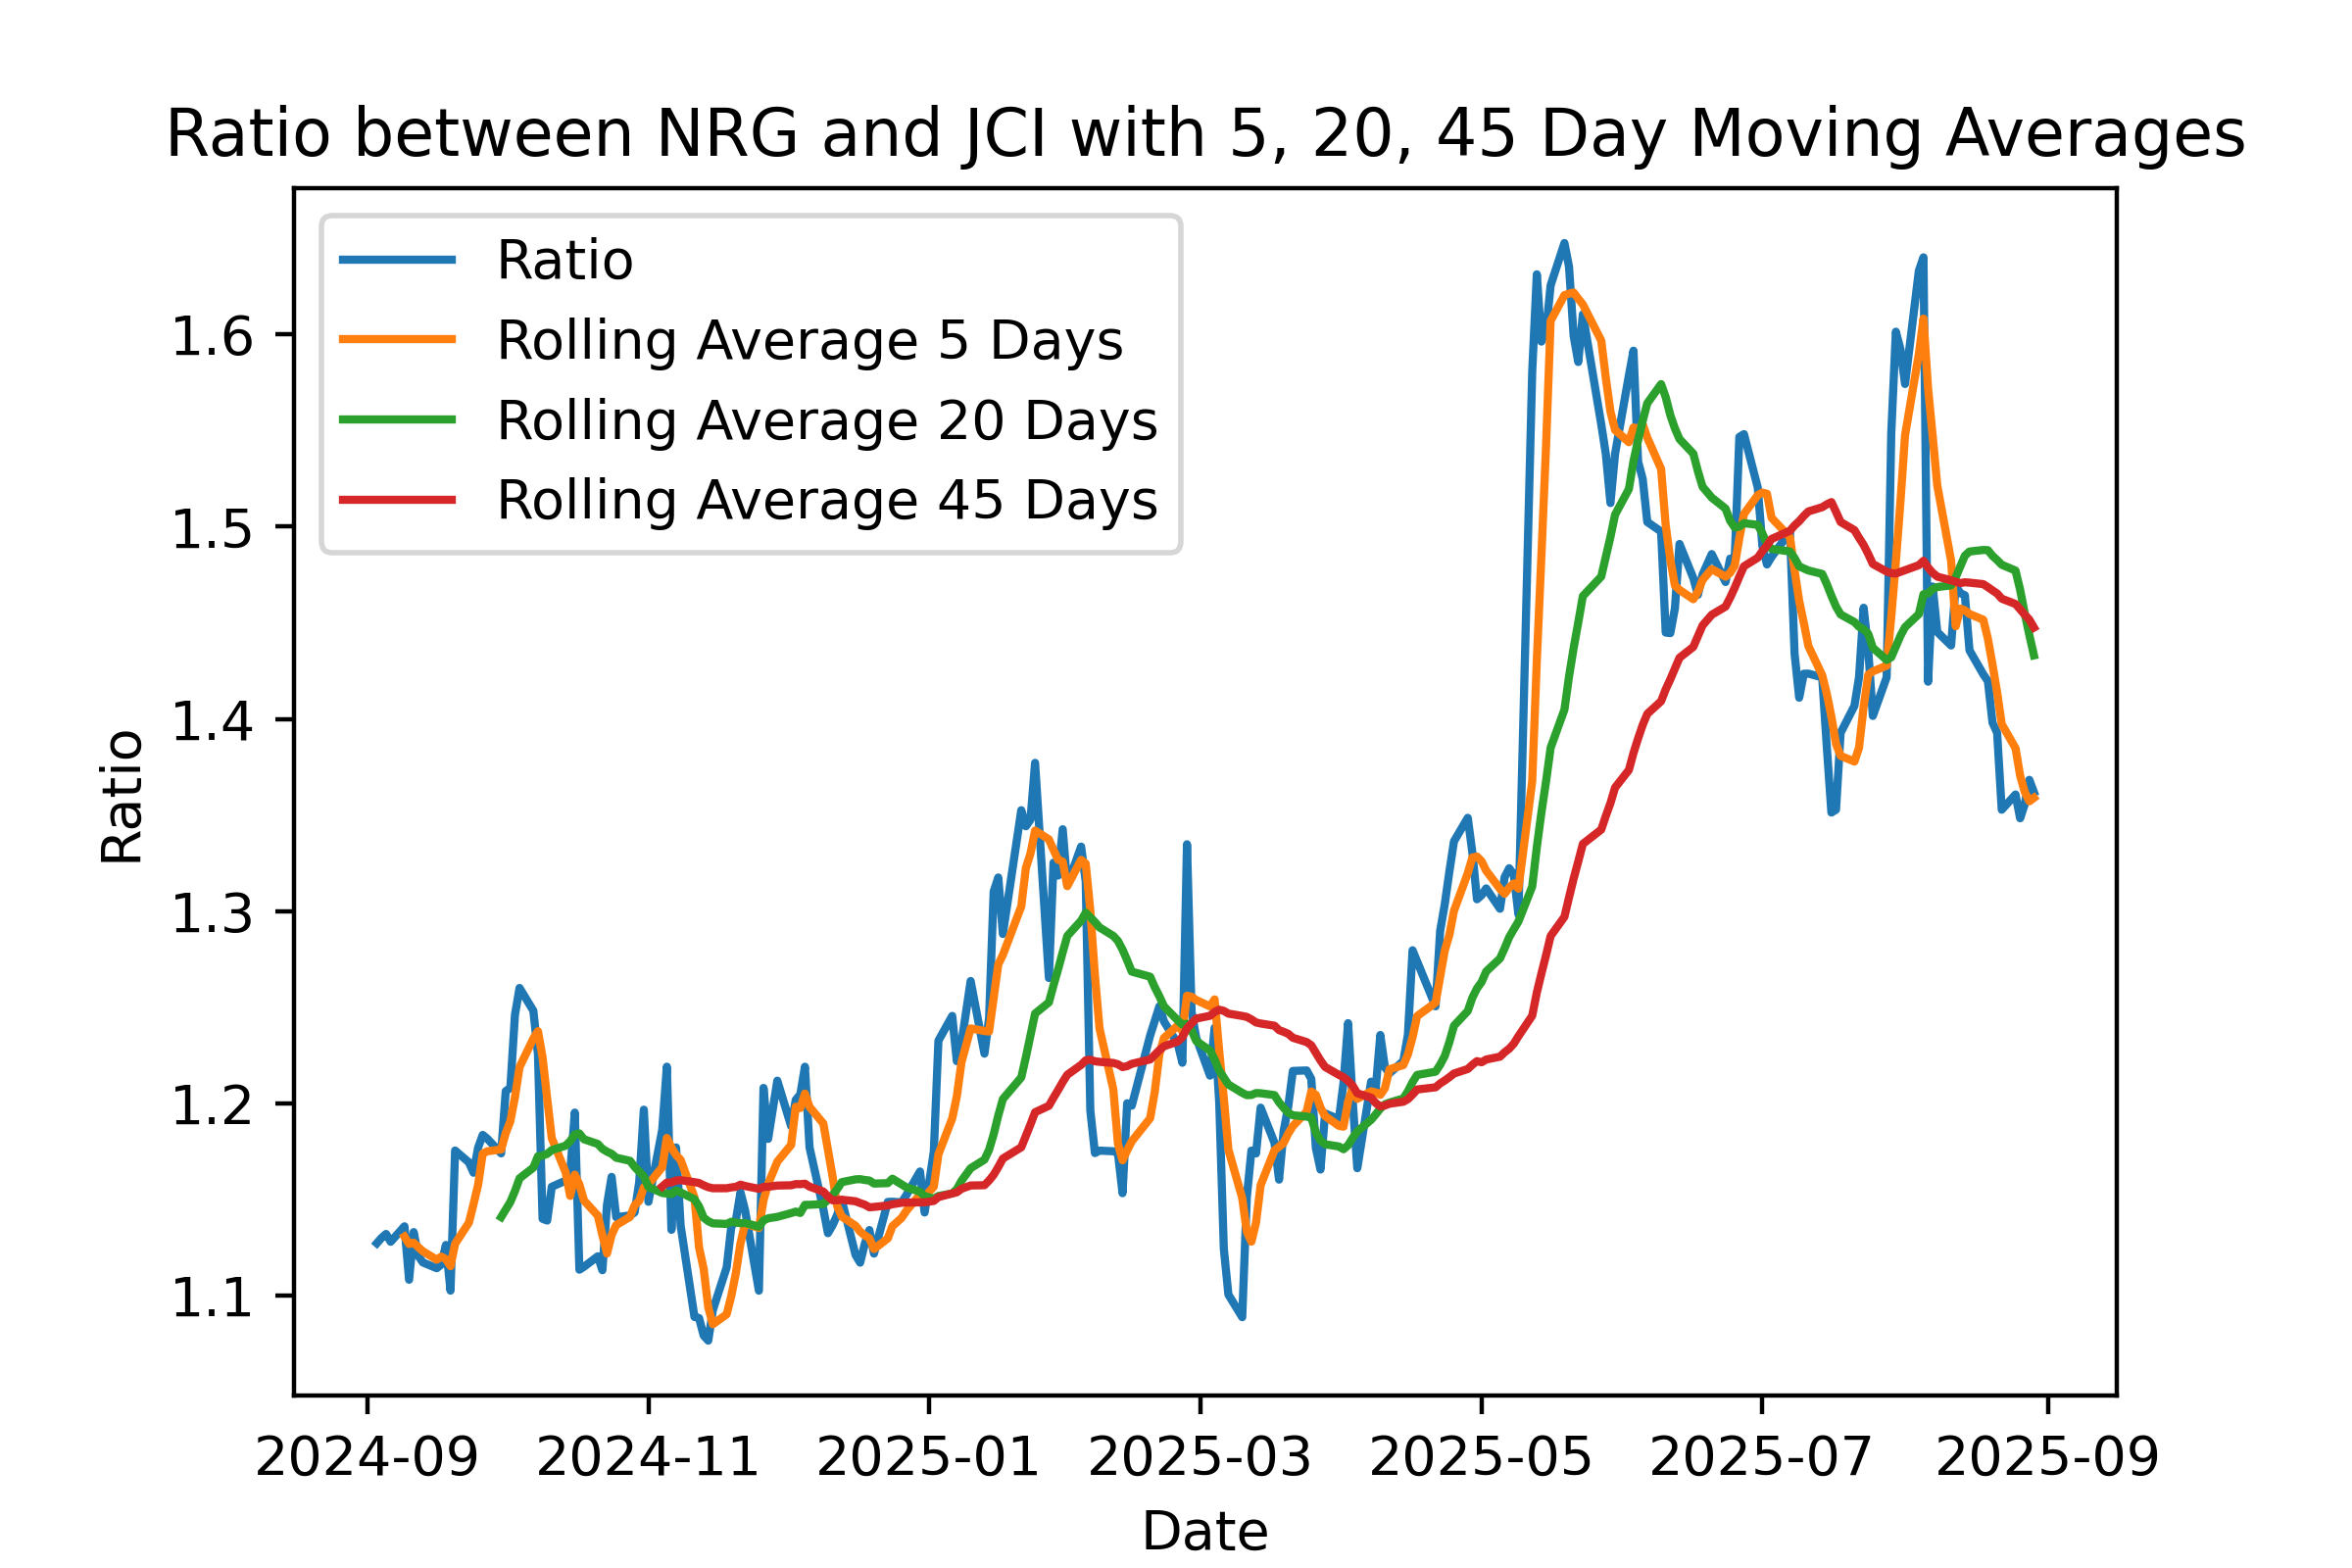 Ratio between NRG and JCI with 5, 20, 45 Day Moving Averages
Ratio
Rolling Average 5 Days
Rolling Average 20 Days
Rolling Average 45 Days
1.6
1.5
1.4
1.3
1.2
1.1
Ratio
2024-09 2024-11 2025-01 2025-03 2025-05 2025-07 2025-09
Date